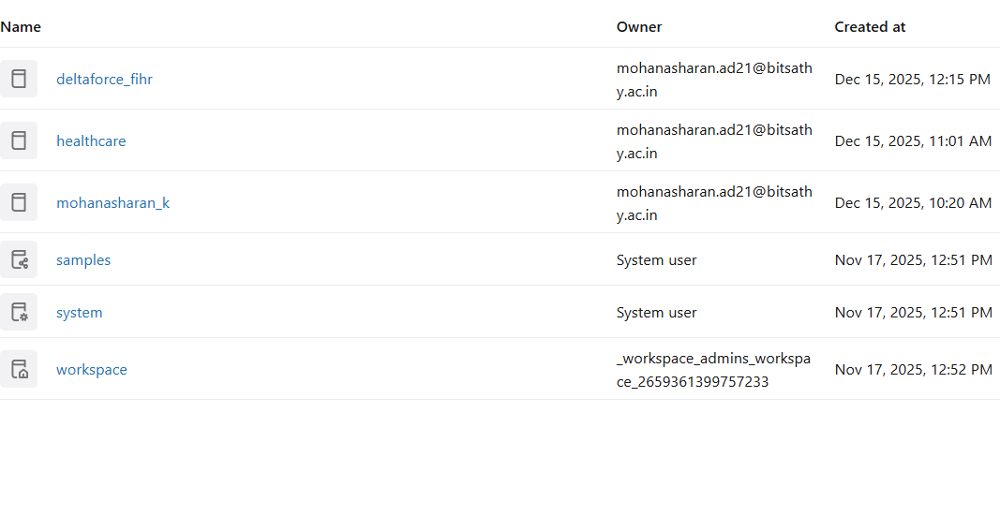 Name Owner Created at
deltaforce_fihr mohanasharan.ad21@bitsath
y.ac.in Dec 15, 2025, 12:15 PM
healthcare mohanasharan.ad21@bitsath
y.ac.in Dec 15, 2025, 11:01 AM
mohanasharan_k mohanasharan.ad21@bitsath
y.ac.in Dec 15, 2025, 10:20 AM
samples System user Nov 17, 2025, 12:51 PM
system System user Nov 17, 2025, 12:51 PM
workspace _workspace_admins_workspa
ce_2659361399757233 Nov 17, 2025, 12:52 PM